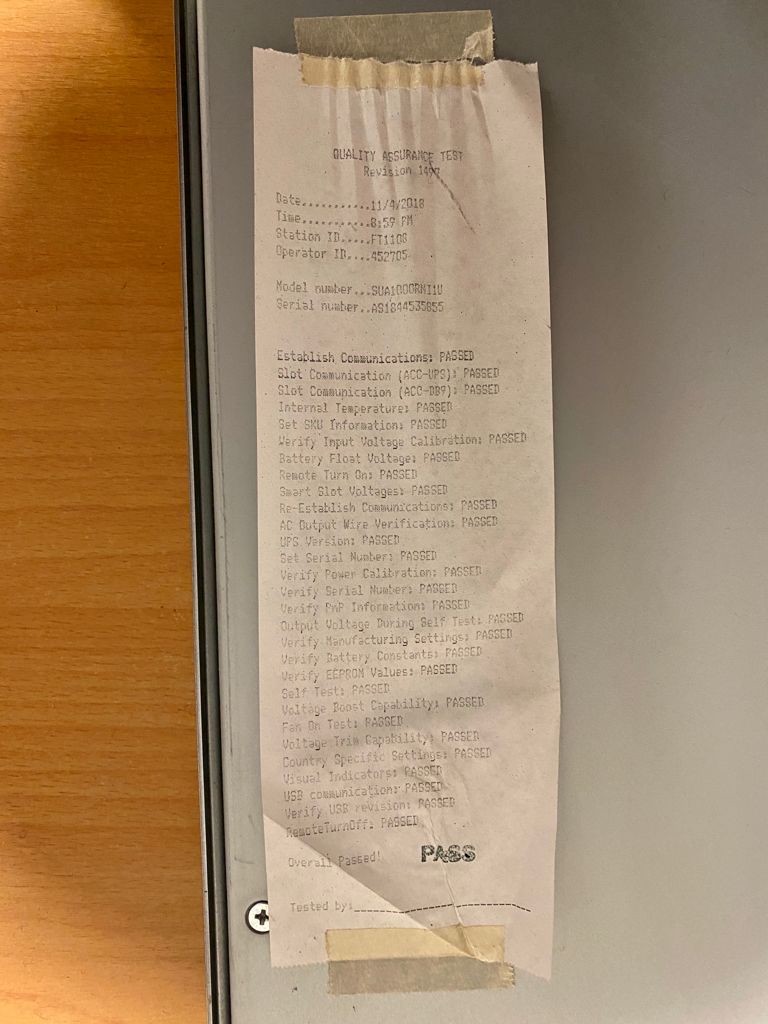 QUALITY ASSURANCE TEST
Revision
Date...........11/4/2018
Time...........8:59 PM
Station ID.....FT1108
Operator ID....452705
Model number...SUA1000RMI1U
Serial number..AS1844535855
Establish Communications: PASSED
Slot Communication (ACC-UPS): PASSED
Slot Communication (ACC-DB9): PASSED
Internal Temperature: PASSED
Set SKU Information: PASSED
Verify Input Voltage Calibration: PASSED
Battery Float Voltage: PASSED
Remote Turn On: PASSED
Smart Slot Voltages: PASSED
Re-Establish Communications: PASSED
AC Output Wire Verification: PASSED
UPS Version: PASSED
Set Serial Number: PASSED
Verify Power Calibration: PASSED
Verify Serial Number: PASSED
Verify PnP Information: PASSED
Output Voltage During Self Test: PASSED
Verify Manufacturing Settings: PASSED
Verify Battery Constants: PASSED
Verify EEPROM Values: PASSED
Self Test: PASSED
Voltage Boost Capability: PASSED
Fan On Test: PASSED
Voltage Trim Capability: PASSED
Country Specific Settings: PASSED
Visual Indicators: PASSED
USB communication: PASSED
Verify USB revision: PASSED
RemoteTurnOff: PASSED
Overall Passed! PASS
Tested by:____________________